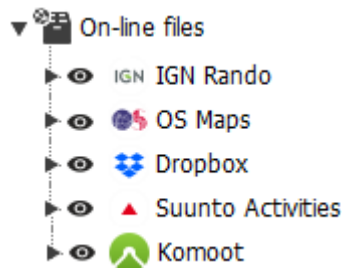 On-line files
IGN IGN Rando
OS Maps
Dropbox
Suunto Activities
Komoot